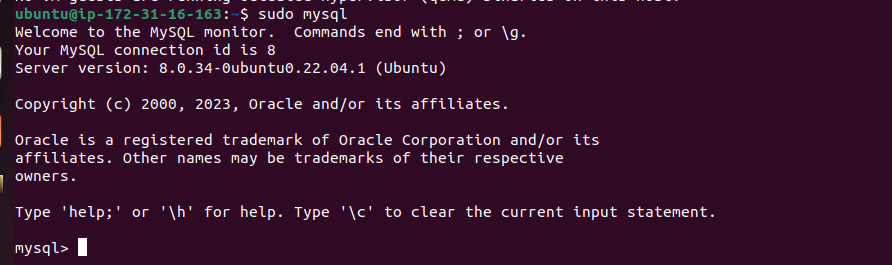 ubuntu@ip-172-31-16-163:~$ sudo mysql
Welcome to the MySQL monitor.  Commands end with ; or \g.
Your MySQL connection id is 8
Server version: 8.0.34-0ubuntu0.22.04.1 (Ubuntu)
Copyright (c) 2000, 2023, Oracle and/or its affiliates.
Oracle is a registered trademark of Oracle Corporation and/or its
affiliates. Other names may be trademarks of their respective
owners.
Type 'help;' or '\h' for help. Type '\c' to clear the current input statement.
mysql>